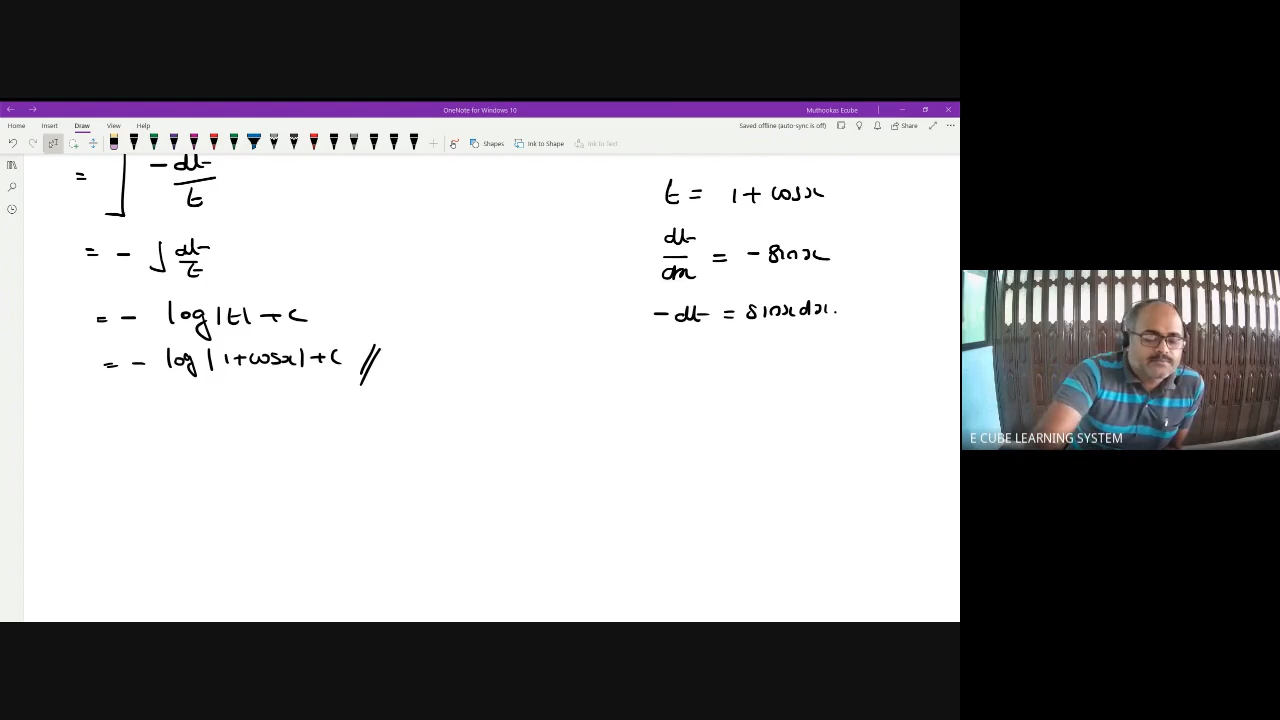 OneNote for Windows 10
Muthookas Ecube
Home Insert Draw View Help
Saved offline (auto-sync is off)
Share
Shapes
Ink to Shape
Ink to Text
= ∫ -dt/t
= - ∫ dt/t
= - log |t| + c
= - log | 1+cosx | + c //
t = 1 + cosx
dt/dx = - sinx
- dt = sinx dx.
E CUBE LEARNING SYSTEM